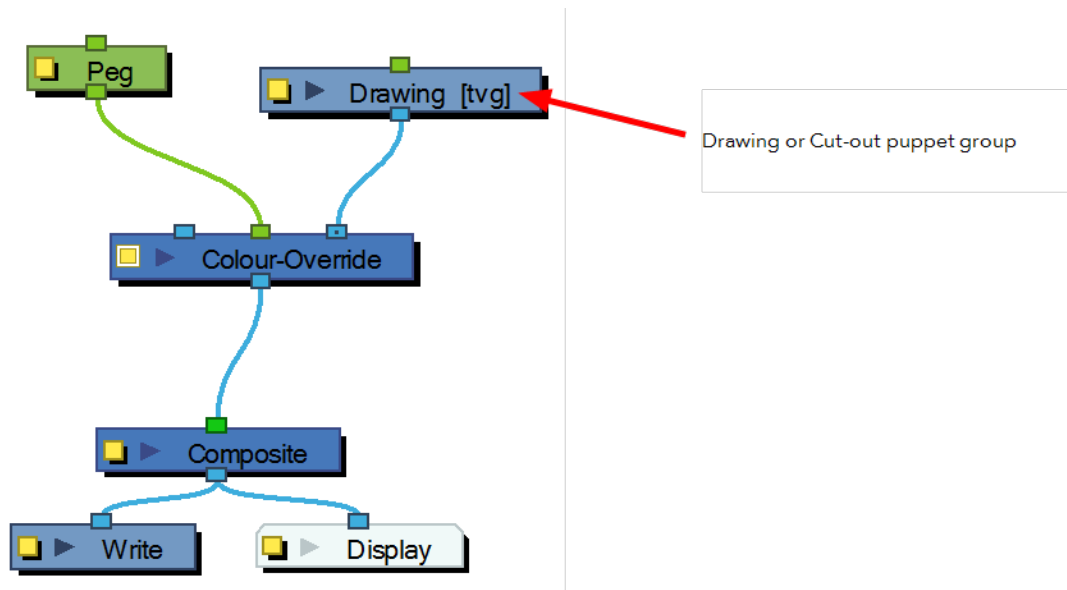 Peg
Drawing [tvg]
Drawing or Cut-out puppet group
Colour-Override
Composite
Write
Display